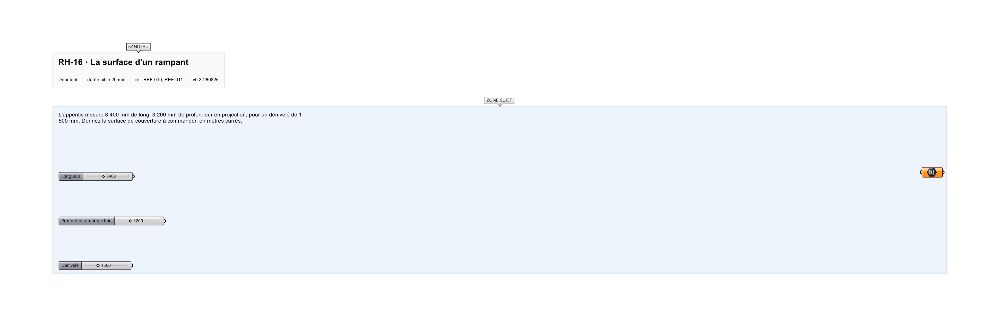 BANDEAU
RH-16 · La surface d'un rampant
Débutant — durée cible 20 min — réf. REF-010, REF-011 — v0.3-260826
ZONE_SUJET
L'appentis mesure 8 400 mm de long, 3 200 mm de profondeur en projection, pour un dénivelé de 1
500 mm. Donnez la surface de couverture à commander, en mètres carrés.
Longueur 8400
0.1
Profondeur en projection 3200
Denivele 1500